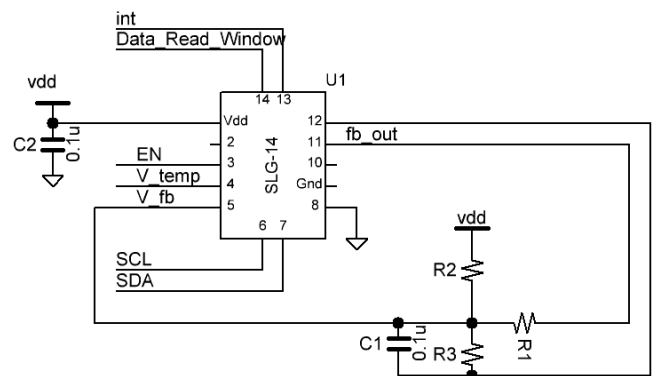 int
Data_Read_Window
U1
vdd
14 13
Vdd 12
C2 0.1u
2 11 fb_out
EN 3 SLG-14 10
V_temp 4 Gnd
V_fb 5 8
6 7
vdd
SCL
SDA
R2
C1 0.1u R3 R1